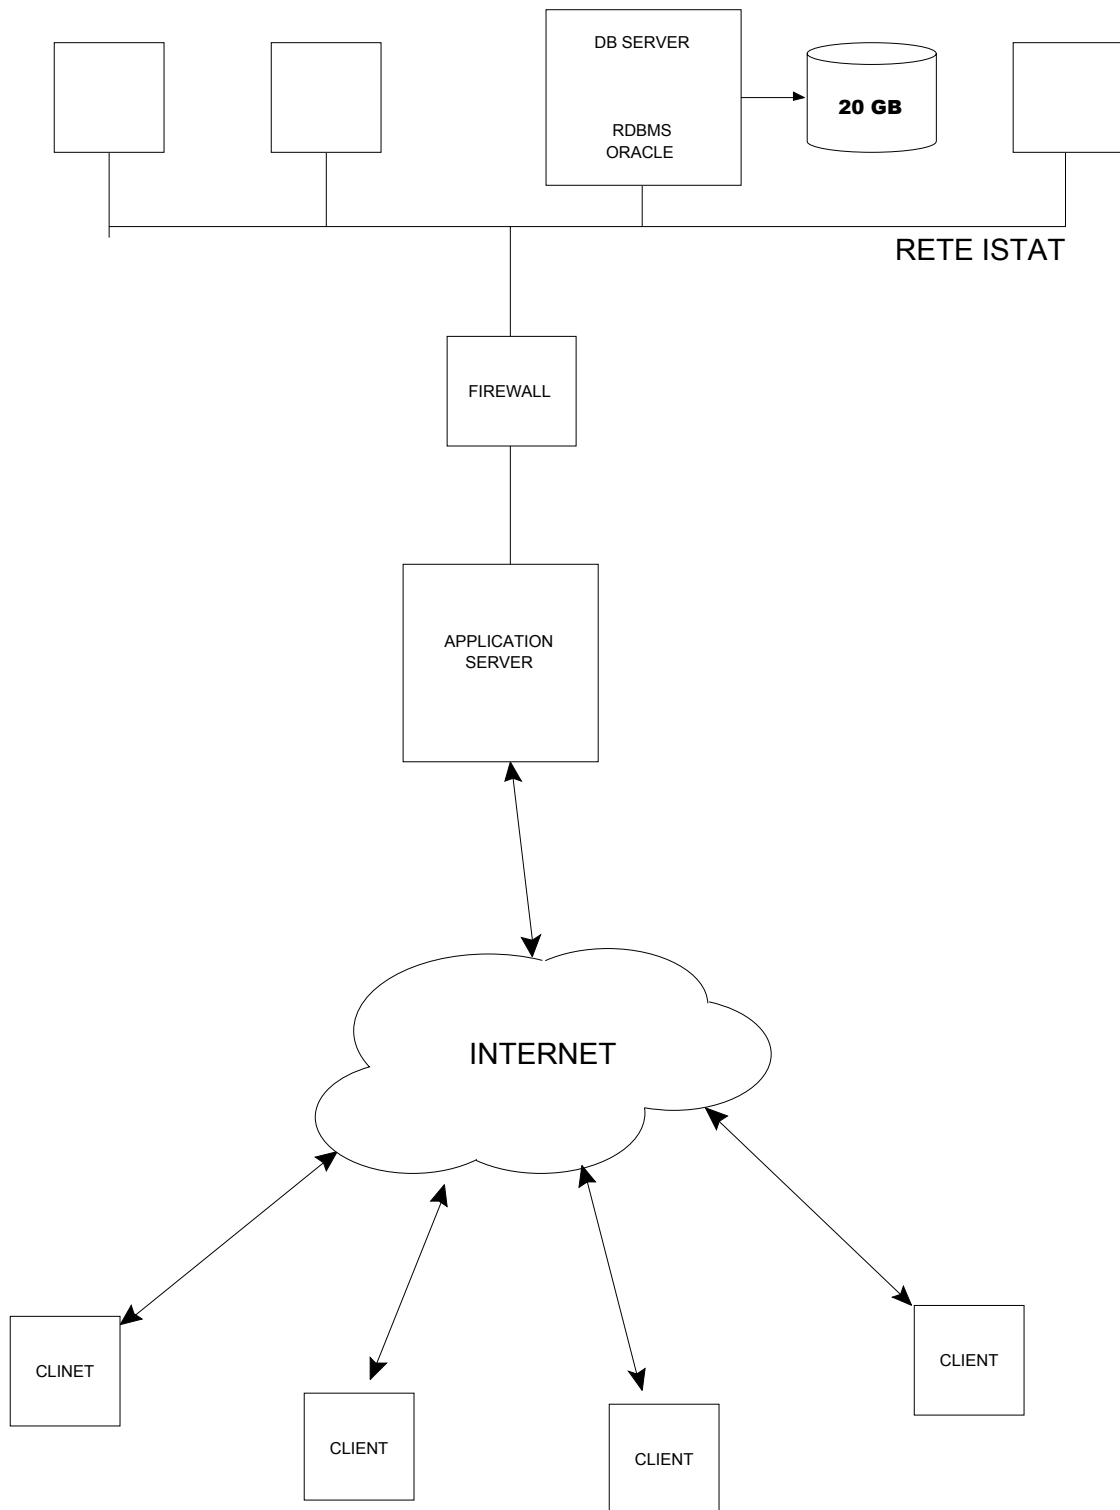 DB SERVER
20 GB
RDBMS
ORACLE
RETE ISTAT
FIREWALL
APPLICATION
SERVER
INTERNET
CLINET
CLIENT
CLIENT
CLIENT